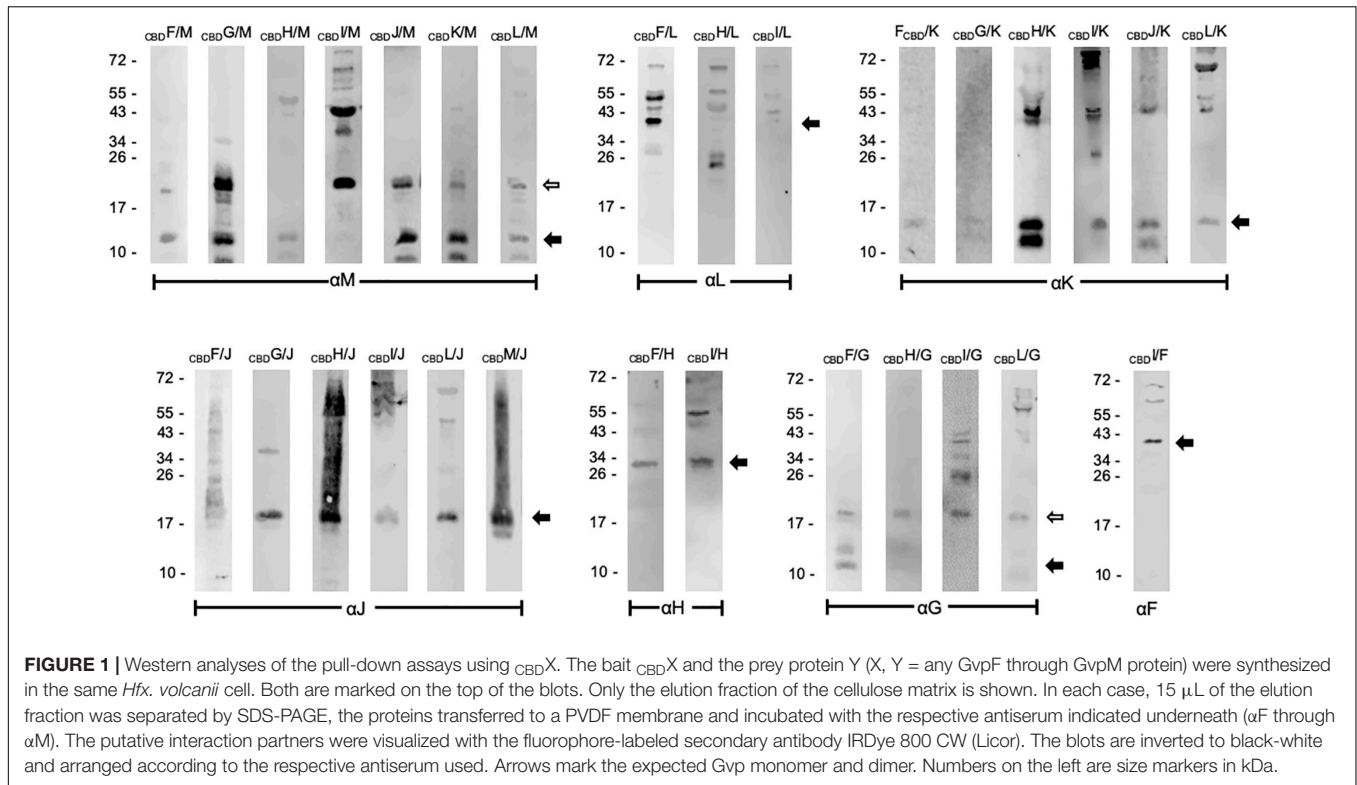 CBDF/M CBDG/M CBDH/M CBDI/M CBDJ/M CBDK/M CBDL/M
72 -
55 -
43 -
34 -
26 -
17 -
10 -
αM
CBDF/L CBDH/L CBDI/L
72 -
55 -
43 -
34 -
26 -
17 -
10 -
αL
FCBD/K CBDG/K CBDH/K CBDI/K CBDJ/K CBDL/K
72 -
55 -
43 -
34 -
26 -
17 -
10 -
αK
CBDF/J CBDG/J CBDH/J CBDI/J CBDL/J CBDM/J
72 -
55 -
43 -
34 -
26 -
17 -
10 -
αJ
CBDF/H CBDI/H
72 -
55 -
43 -
34 -
26 -
17 -
10 -
αH
CBDF/G CBDH/G CBDI/G CBDL/G
72 -
55 -
43 -
34 -
26 -
17 -
10 -
αG
CBDI/F
72 -
55 -
43 -
34 -
26 -
17 -
10 -
αF
FIGURE 1 | Western analyses of the pull-down assays using CBDX. The bait CBDX and the prey protein Y (X, Y = any GvpF through GvpM protein) were synthesized
in the same Hfx. volcanii cell. Both are marked on the top of the blots. Only the elution fraction of the cellulose matrix is shown. In each case, 15 μL of the elution
fraction was separated by SDS-PAGE, the proteins transferred to a PVDF membrane and incubated with the respective antiserum indicated underneath (αF through
αM). The putative interaction partners were visualized with the fluorophore-labeled secondary antibody IRDye 800 CW (Licor). The blots are inverted to black-white
and arranged according to the respective antiserum used. Arrows mark the expected Gvp monomer and dimer. Numbers on the left are size markers in kDa.